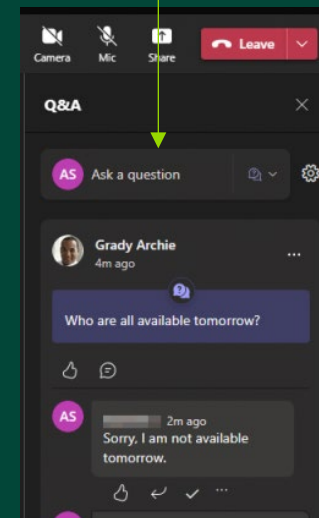 Camera Mic Share Leave
Q&A
AS Ask a question
Grady Archie
4m ago
Who are all available tomorrow?
AS 2m ago
Sorry, I am not available
tomorrow.